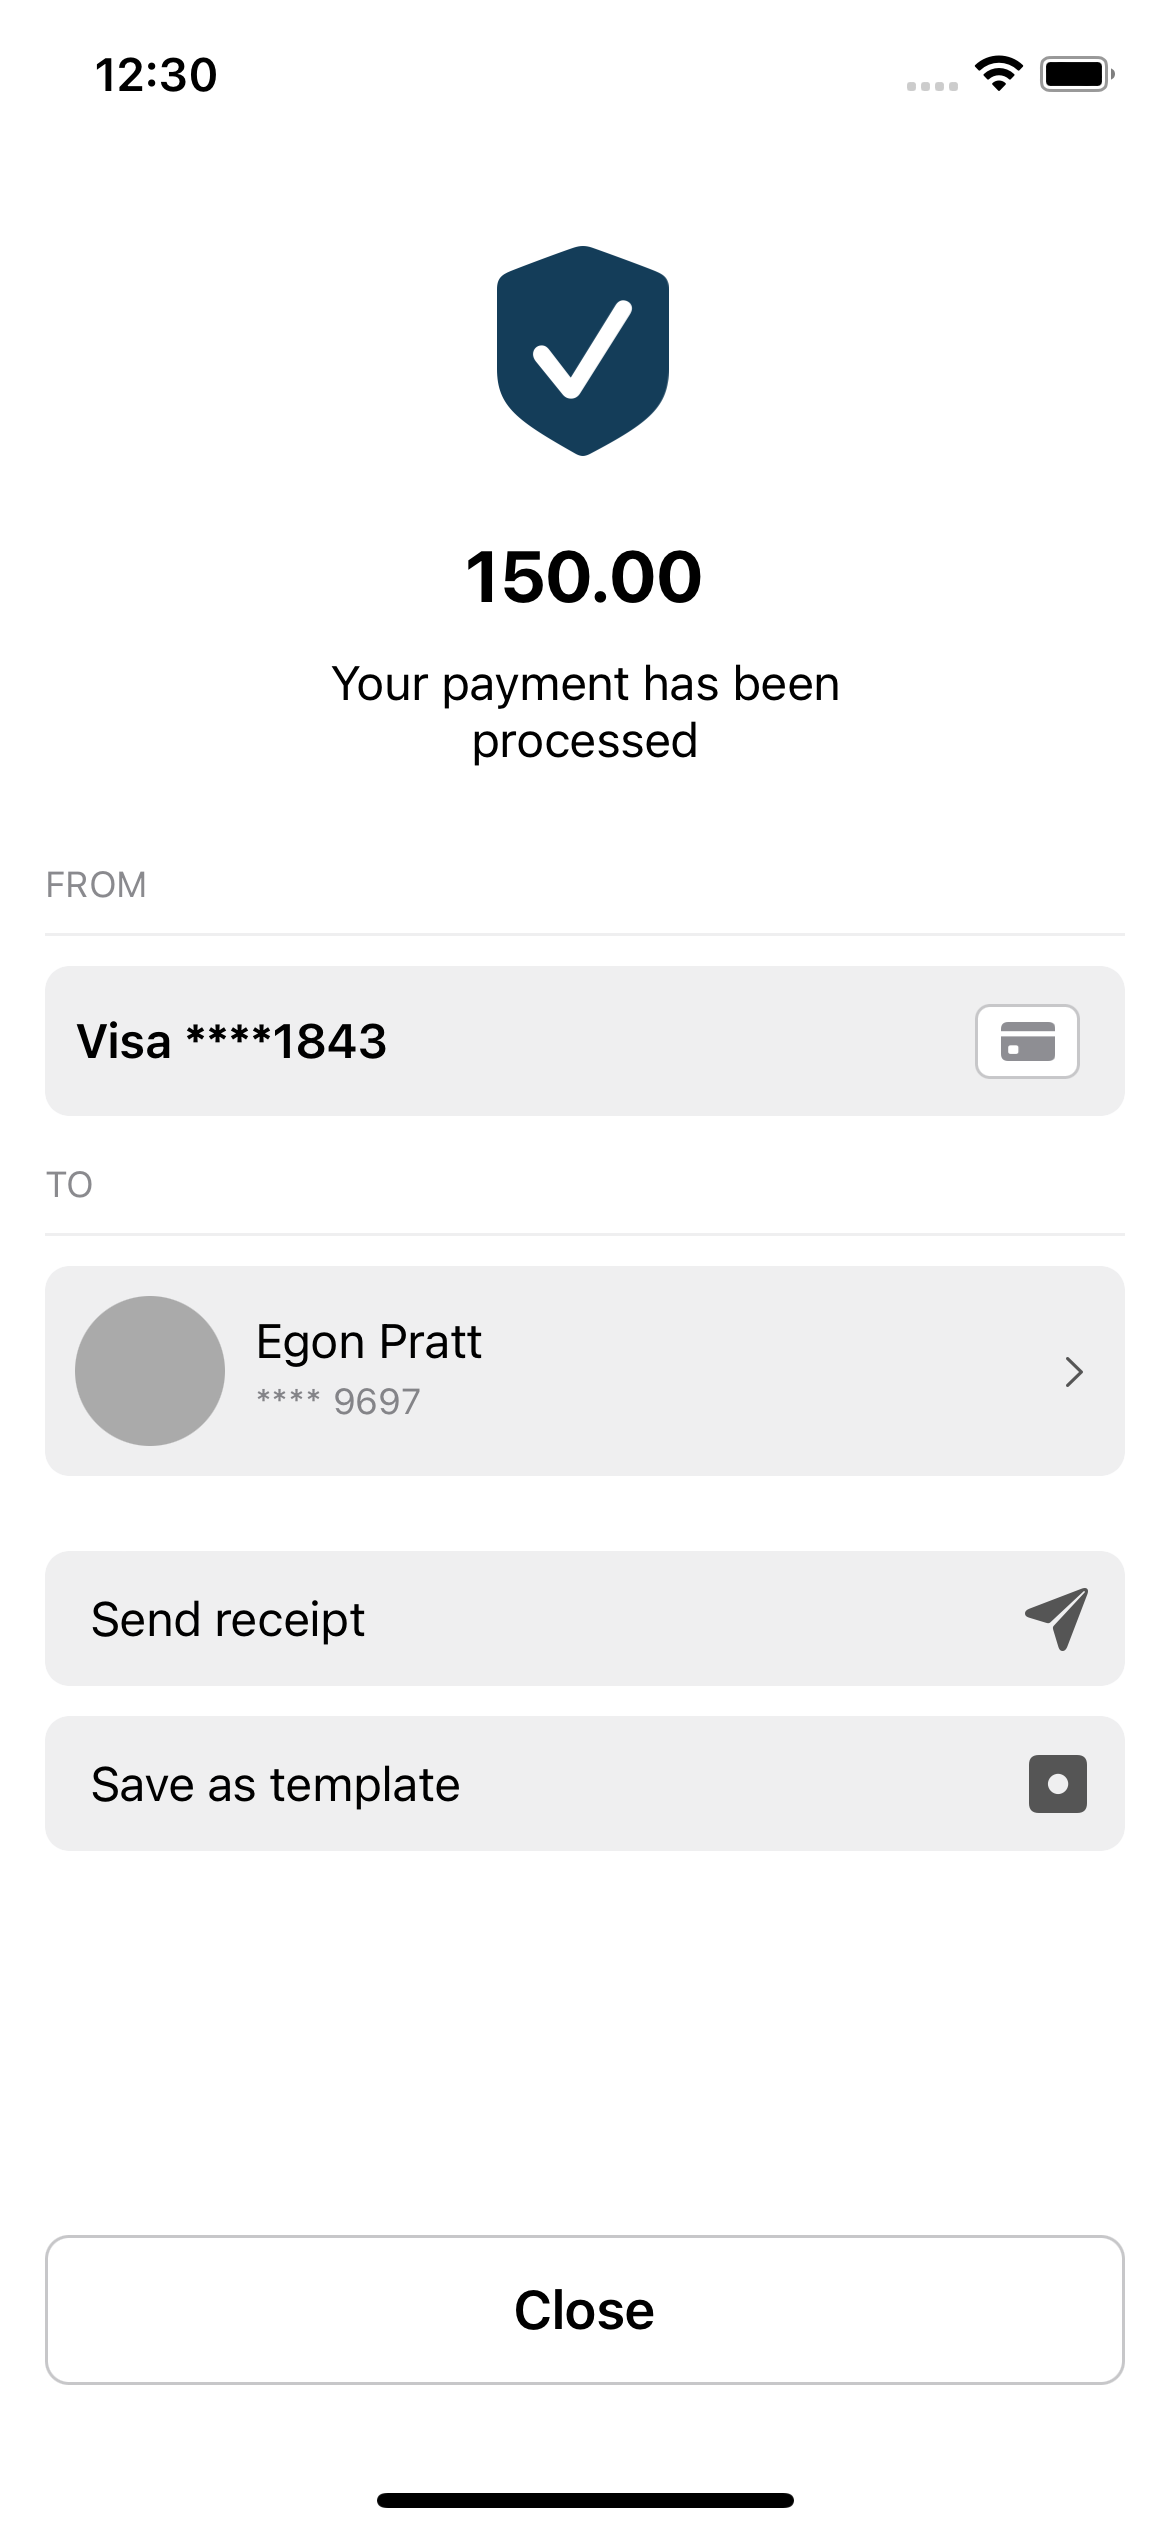 12:30
150.00
Your payment has been
processed
FROM
Visa ****1843
TO
Egon Pratt
**** 9697
Send receipt
Save as template
Close